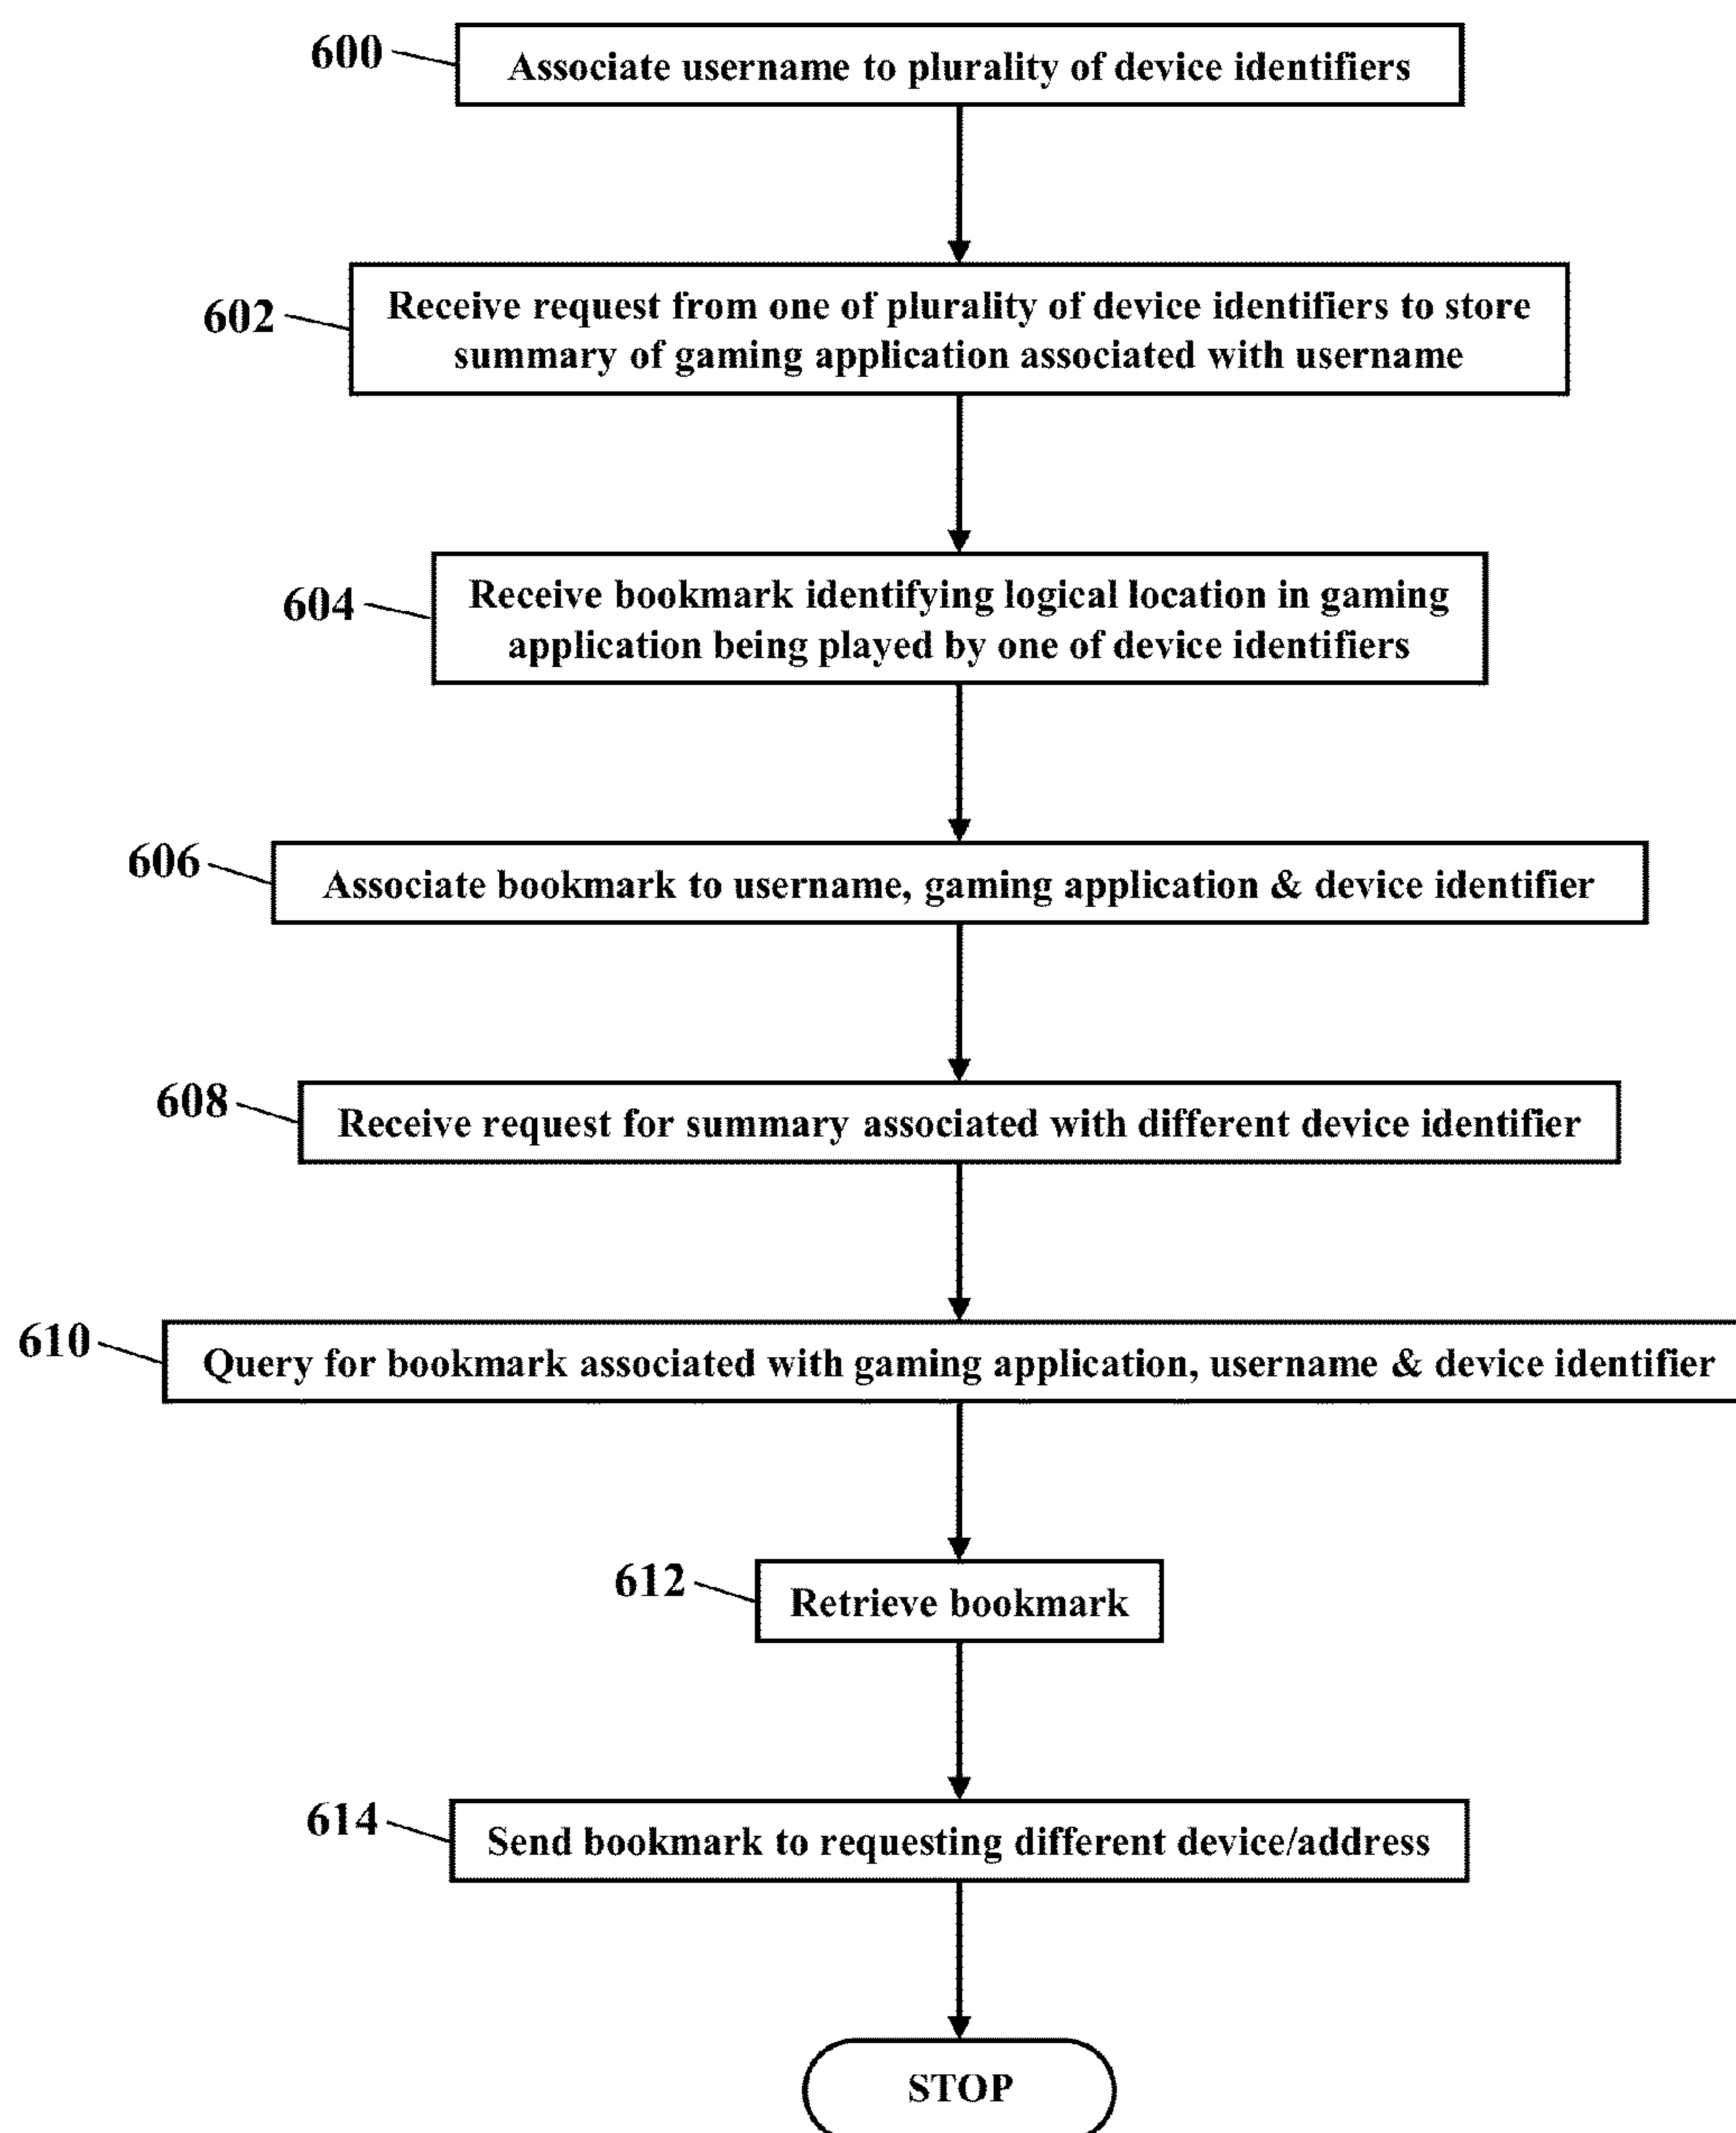 600
Associate username to plurality of device identifiers
602
Receive request from one of plurality of device identifiers to store
summary of gaming application associated with username
604
Receive bookmark identifying logical location in gaming
application being played by one of device identifiers
606
Associate bookmark to username, gaming application & device identifier
608
Receive request for summary associated with different device identifier
610
Query for bookmark associated with gaming application, username & device identifier
612
Retrieve bookmark
614
Send bookmark to requesting different device/address
STOP